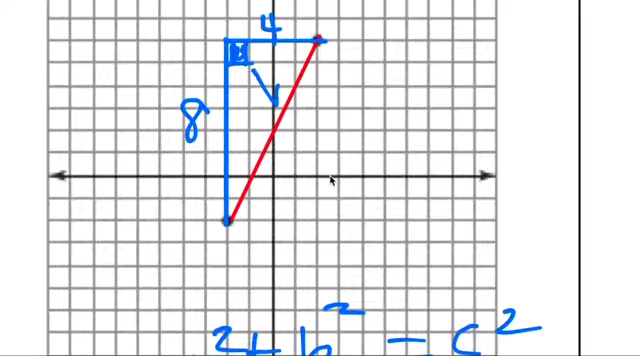 4
8
² + b² = c²